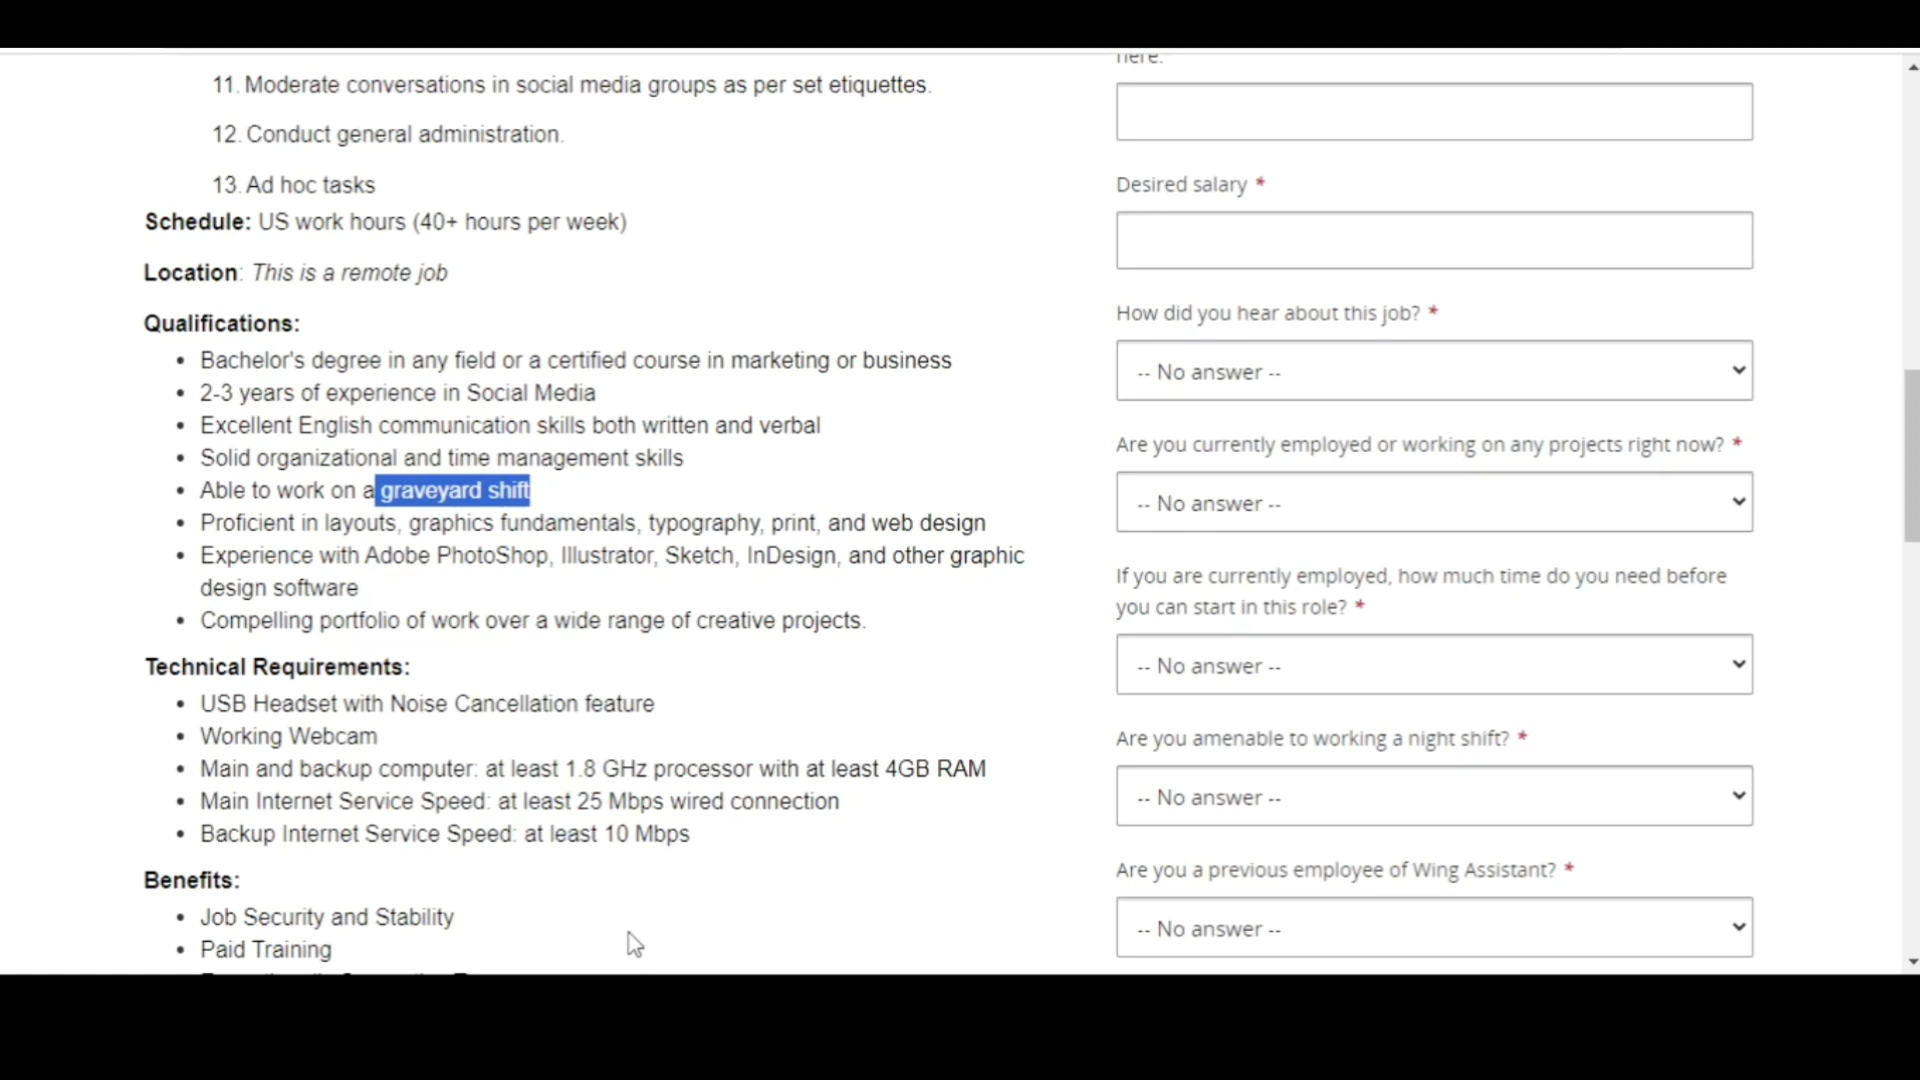 11. Moderate conversations in social media groups as per set etiquettes.
12. Conduct general administration.
13. Ad hoc tasks
Schedule: US work hours (40+ hours per week)
Location: This is a remote job
Qualifications:
• Bachelor's degree in any field or a certified course in marketing or business
• 2-3 years of experience in Social Media
• Excellent English communication skills both written and verbal
• Solid organizational and time management skills
• Able to work on a graveyard shift
• Proficient in layouts, graphics fundamentals, typography, print, and web design
• Experience with Adobe PhotoShop, Illustrator, Sketch, InDesign, and other graphic
design software
• Compelling portfolio of work over a wide range of creative projects.
Technical Requirements:
• USB Headset with Noise Cancellation feature
• Working Webcam
• Main and backup computer: at least 1.8 GHz processor with at least 4GB RAM
• Main Internet Service Speed: at least 25 Mbps wired connection
• Backup Internet Service Speed: at least 10 Mbps
Benefits:
• Job Security and Stability
• Paid Training
here.
Desired salary *
How did you hear about this job? *
-- No answer --
Are you currently employed or working on any projects right now? *
-- No answer --
If you are currently employed, how much time do you need before
you can start in this role? *
-- No answer --
Are you amenable to working a night shift? *
-- No answer --
Are you a previous employee of Wing Assistant? *
-- No answer --